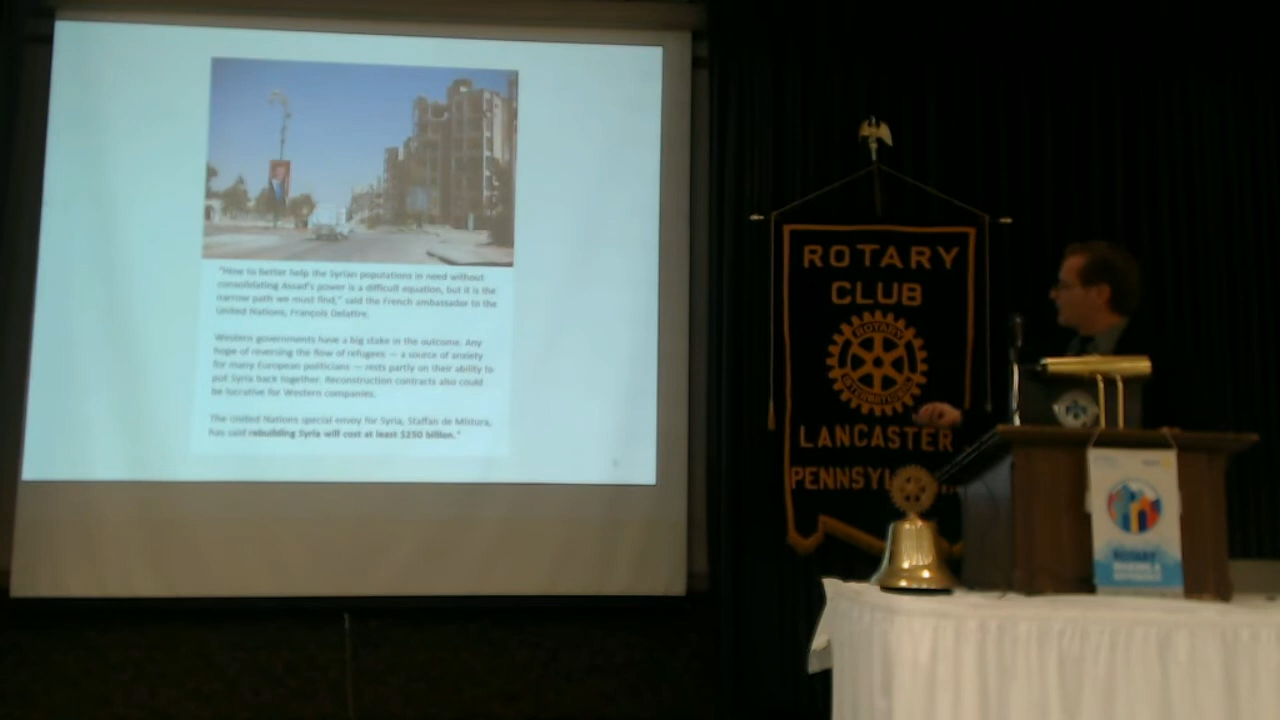 "How to better help the Syrian populations in need without
consolidating Assad's power is a difficult equation, but it is the
narrow path we must find," said the French ambassador to the
United Nations, François Delattre.
Western governments have a big stake in the outcome. Any
hope of reversing the flow of refugees — a source of anxiety
for many European politicians — rests partly on their ability to
put Syria back together. Reconstruction contracts also could
be lucrative for Western companies.
The United Nations special envoy for Syria, Staffan de Mistura,
has said rebuilding Syria will cost at least $250 billion."
ROTARY
CLUB
ROTARY
INTERNATIONAL
LANCASTER
PENNSYL
ROTARY
MAKING A
DIFFERENCE